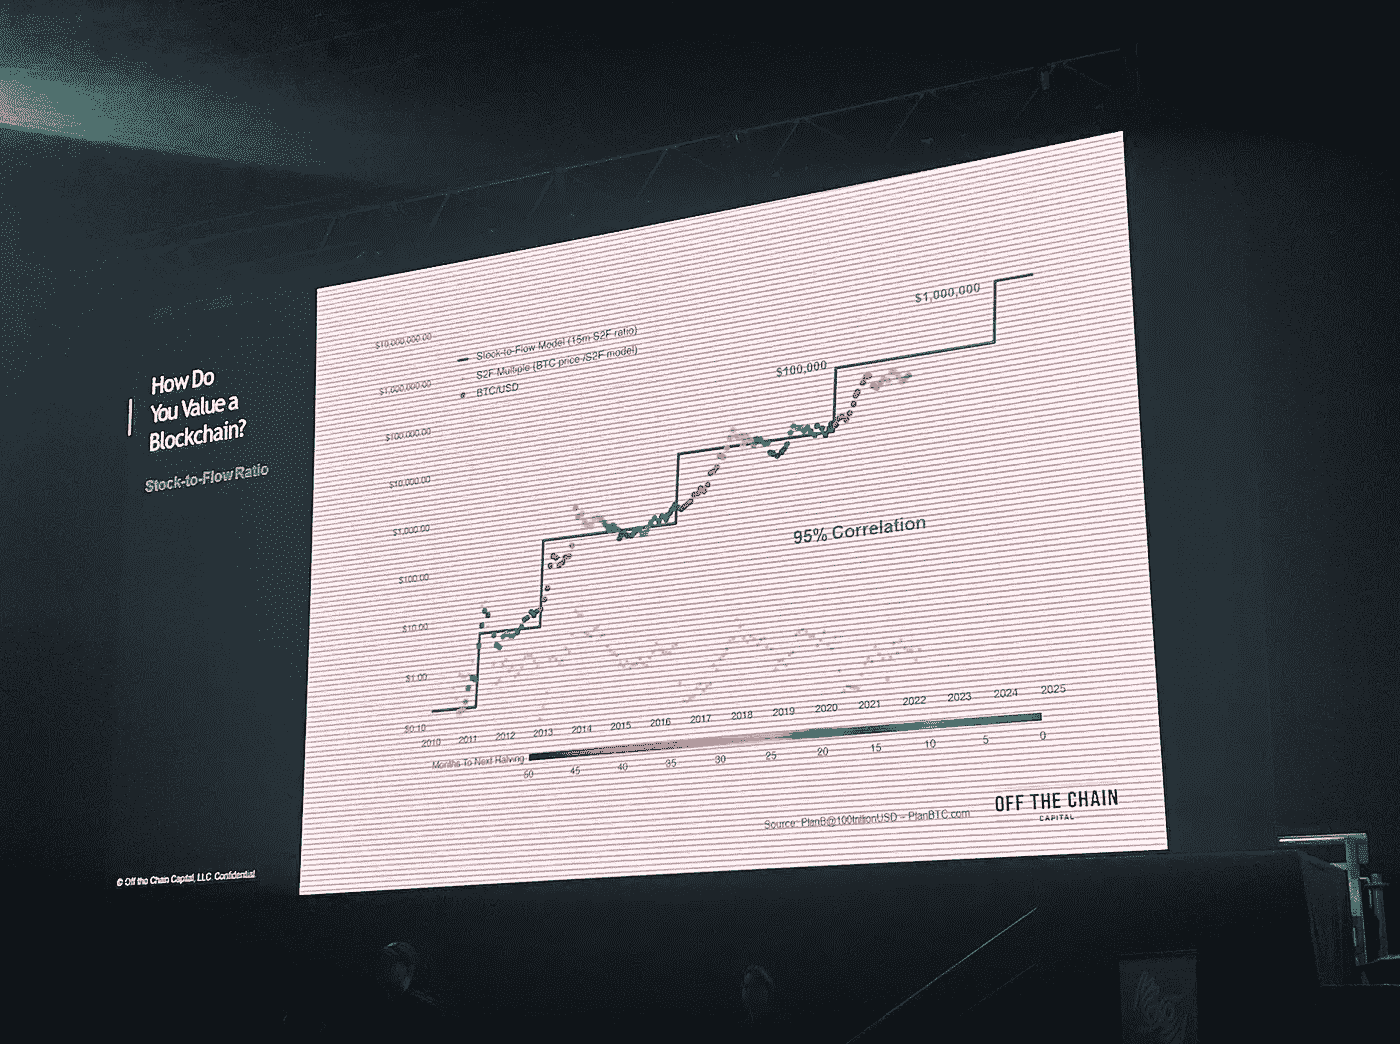 How Do
You Value a
Blockchain?
Stock-to-Flow Ratio
© Off the Chain Capital, LLC Confidential
$10,000,000.00
$1,000,000.00
$100,000.00
$10,000.00
$1,000.00
$100.00
$10.00
$1.00
$0.10
Stock-to-Flow Model (15m S2F ratio)
S2F Multiple (BTC price /S2F model)
BTC/USD
$100,000
$1,000,000
95% Correlation
2010 2011 2012 2013 2014 2015 2016 2017 2018 2019 2020 2021 2022 2023 2024 2025
Months To Next Halving
50 45 40 35 30 25 20 15 10 5 0
Source: PlanB@100trillionUSD – PlanBTC.com
OFF THE CHAIN
CAPITAL